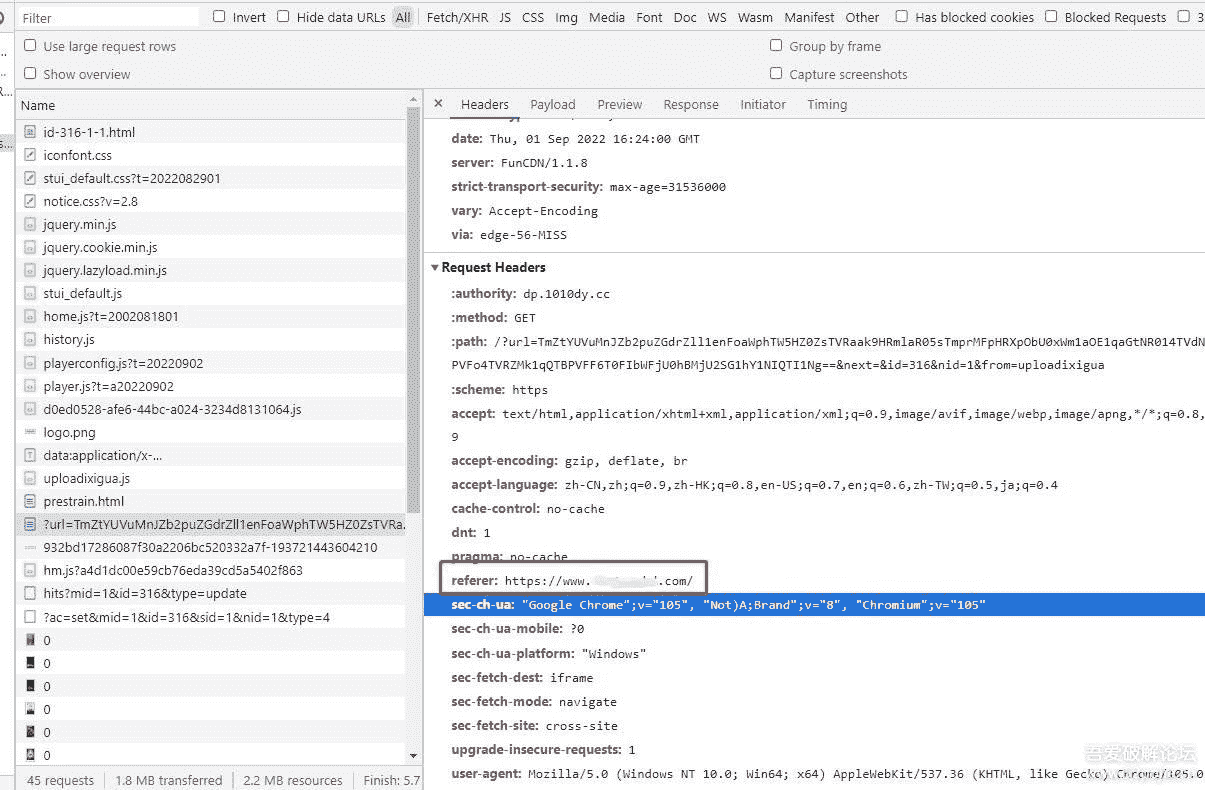 Filter
Invert Hide data URLs All Fetch/XHR JS CSS Img Media Font Doc WS Wasm Manifest Other Has blocked cookies Blocked Requests 3
Use large request rows
Group by frame
Show overview
Capture screenshots
Name
id-316-1-1.html
iconfont.css
stui_default.css?t=2022082901
notice.css?v=2.8
jquery.min.js
jquery.cookie.min.js
jquery.lazyload.min.js
stui_default.js
home.js?t=2002081801
history.js
playerconfig.js?t=20220902
player.js?t=a20220902
d0ed0528-afe6-44bc-a024-3234d8131064.js
logo.png
data:application/x-...
uploadixigua.js
prestrain.html
?url=TmZtYUVuMnJZb2puZGdrZll1enFoaWphTW5HZ0ZsTVRa...
932bd17286087f30a2206bc520332a7f-193721443604210
hm.js?a4d1dc00e59cb76eda39cd5a5402f863
hits?mid=1&id=316&type=update
?ac=set&mid=1&id=316&sid=1&nid=1&type=4
0
0
0
0
0
0
45 requests 1.8 MB transferred 2.2 MB resources Finish: 5.7
Headers Payload Preview Response Initiator Timing
date: Thu, 01 Sep 2022 16:24:00 GMT
server: FunCDN/1.1.8
strict-transport-security: max-age=31536000
vary: Accept-Encoding
via: edge-56-MISS
Request Headers
:authority: dp.1010dy.cc
:method: GET
:path: /?url=TmZtYUVuMnJZb2puZGdrZll1enFoaWphTW5HZ0ZsTVRaak9HRmlaR05sTmprMFpHRXpObU0xWm1aOE1qaGtNR014TVdN
PVFo4TVRZMk1qQTBPVFF6T0FIbWFjU0hBMjU2SG1hY1NIQTI1Ng==&next=&id=316&nid=1&from=uploadixigua
:scheme: https
accept: text/html,application/xhtml+xml,application/xml;q=0.9,image/avif,image/webp,image/apng,*/*;q=0.8,
9
accept-encoding: gzip, deflate, br
accept-language: zh-CN,zh;q=0.9,zh-HK;q=0.8,en-US;q=0.7,en;q=0.6,zh-TW;q=0.5,ja;q=0.4
cache-control: no-cache
dnt: 1
pragma: no-cache
referer: https://www. .com/
sec-ch-ua: "Google Chrome";v="105", "Not)A;Brand";v="8", "Chromium";v="105"
sec-ch-ua-mobile: ?0
sec-ch-ua-platform: "Windows"
sec-fetch-dest: iframe
sec-fetch-mode: navigate
sec-fetch-site: cross-site
upgrade-insecure-requests: 1
user-agent: Mozilla/5.0 (Windows NT 10.0; Win64; x64) AppleWebKit/537.36 (KHTML, like Gecko) Chrome/105.0
吾爱破解论坛